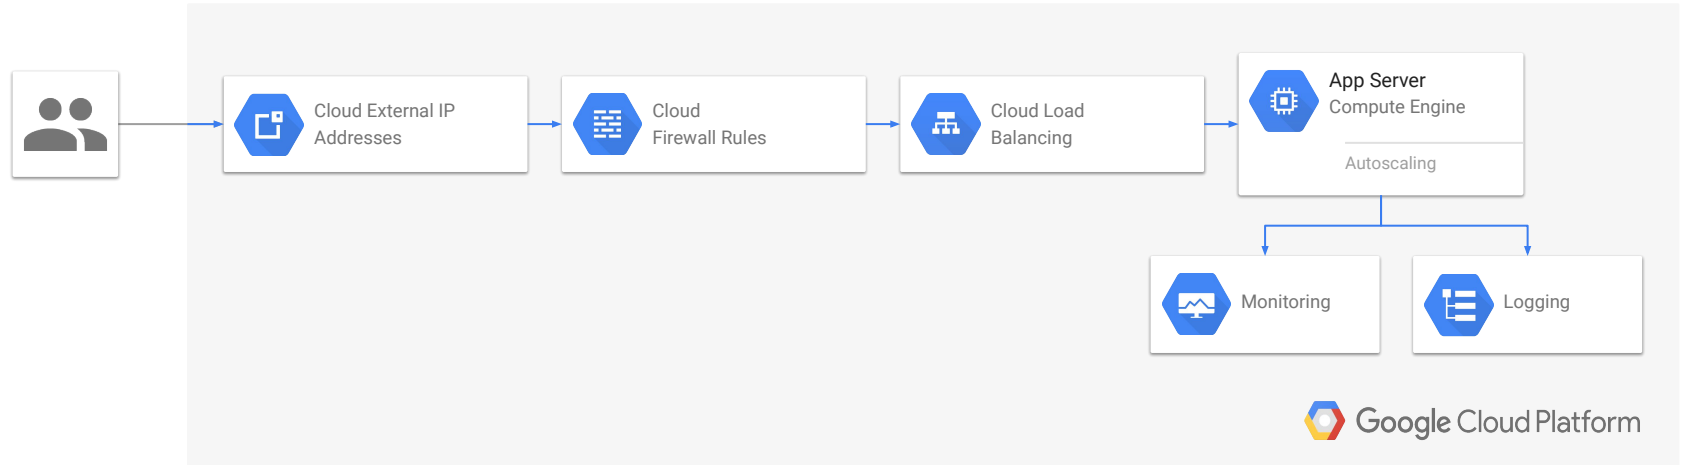 Cloud External IP
Addresses
Cloud
Firewall Rules
Cloud Load
Balancing
App Server
Compute Engine
Autoscaling
Monitoring
Logging
Google Cloud Platform